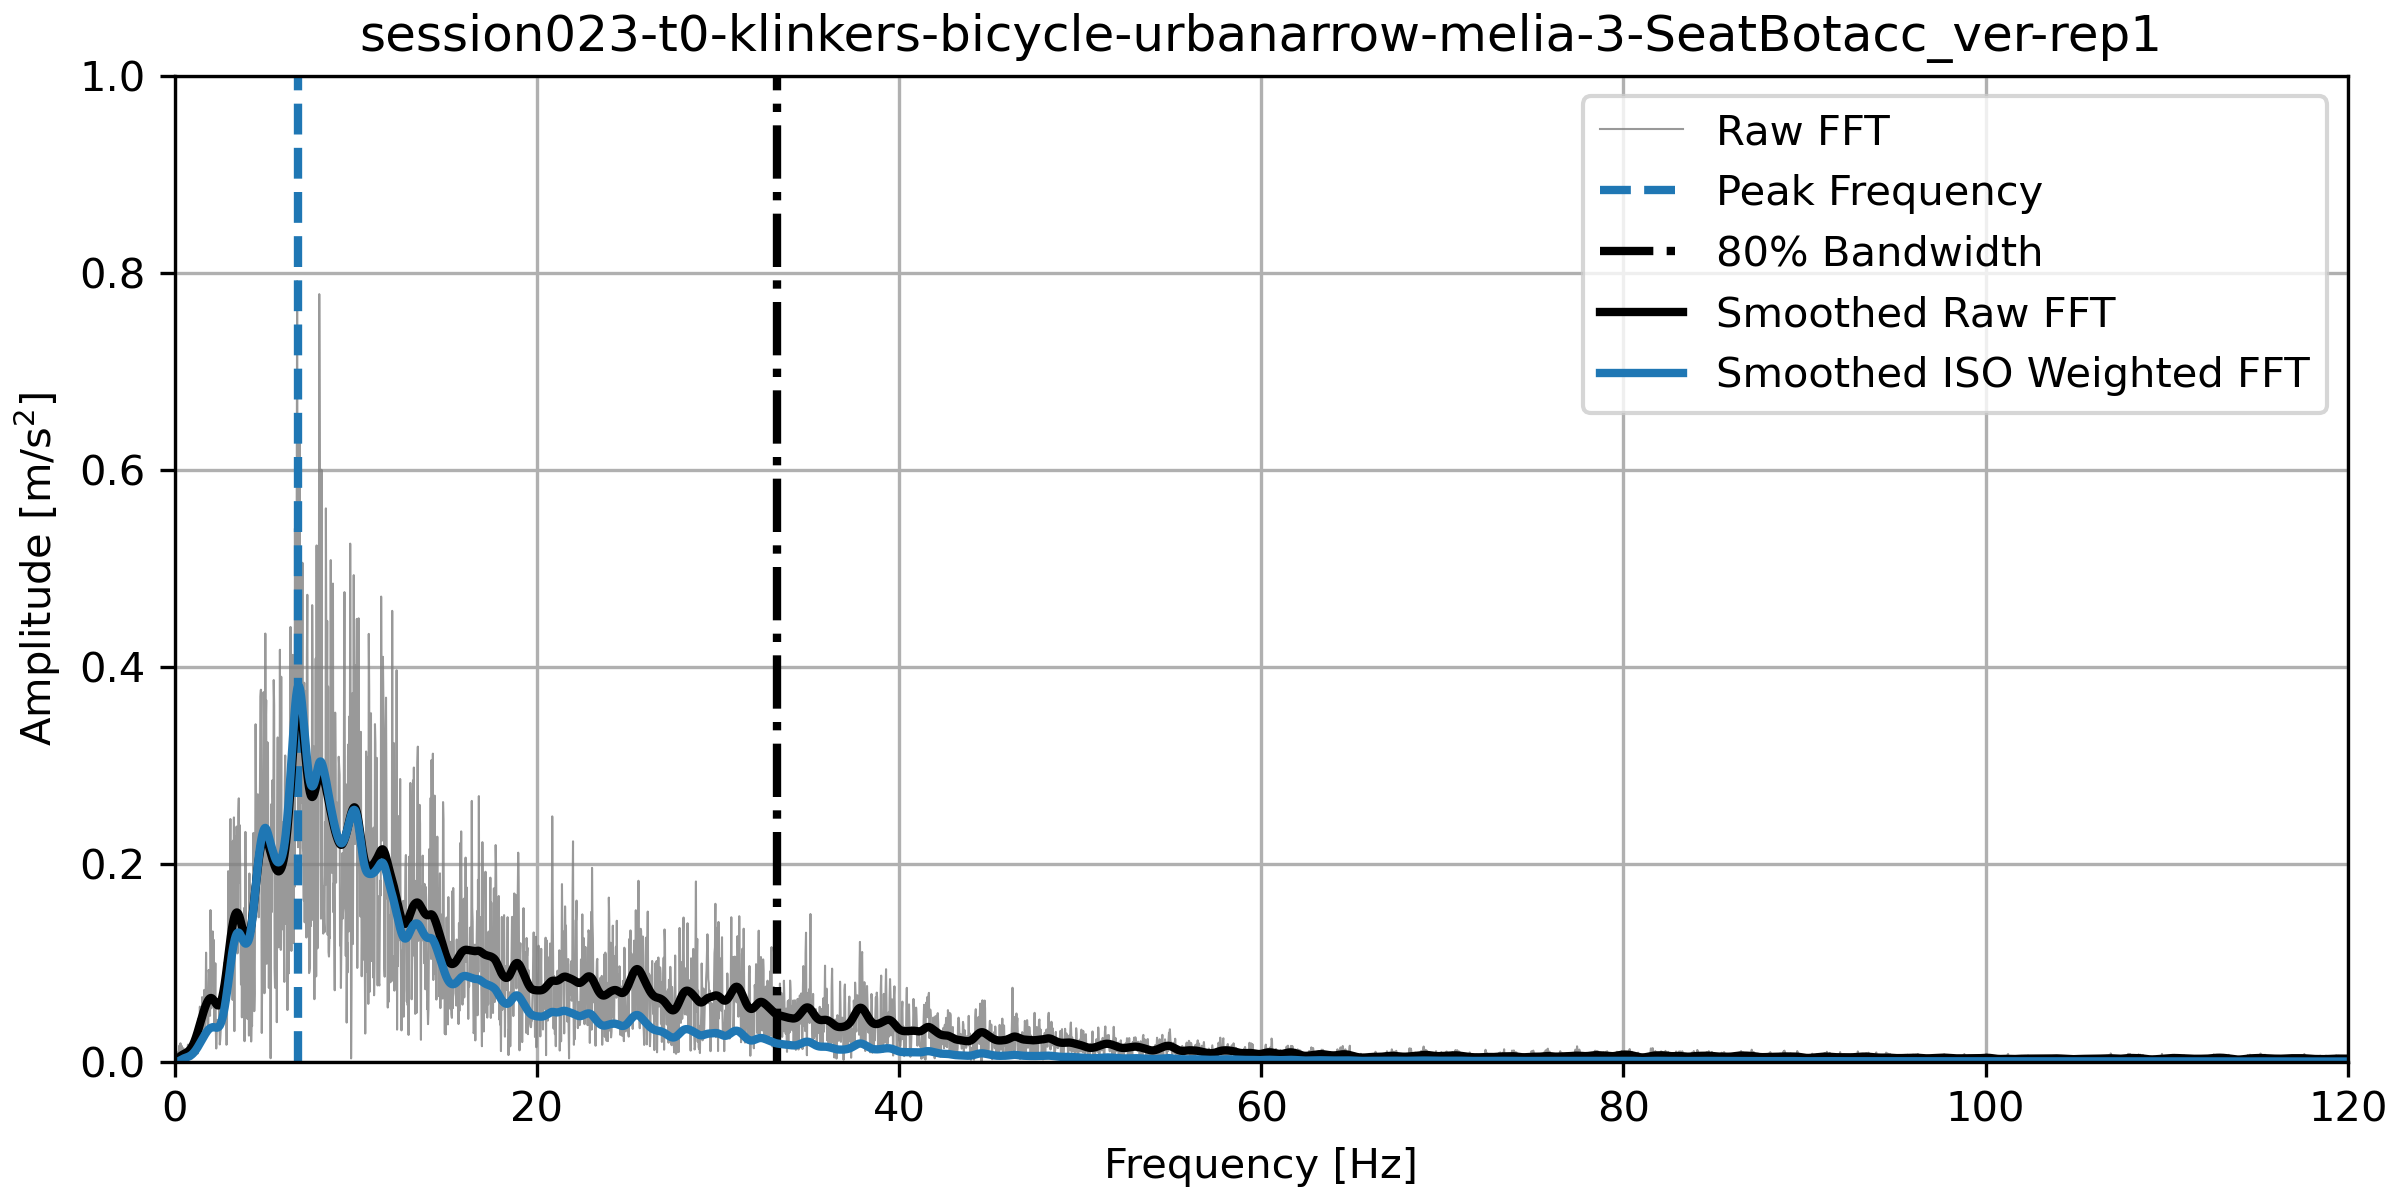 session023-t0-klinkers-bicycle-urbanarrow-melia-3-SeatBotacc_ver-rep1
1.0
0.8
0.6
0.4
0.2
0.0
Amplitude [m/s²]
Raw FFT
Peak Frequency
80% Bandwidth
Smoothed Raw FFT
Smoothed ISO Weighted FFT
0 20 40 60 80 100 120
Frequency [Hz]